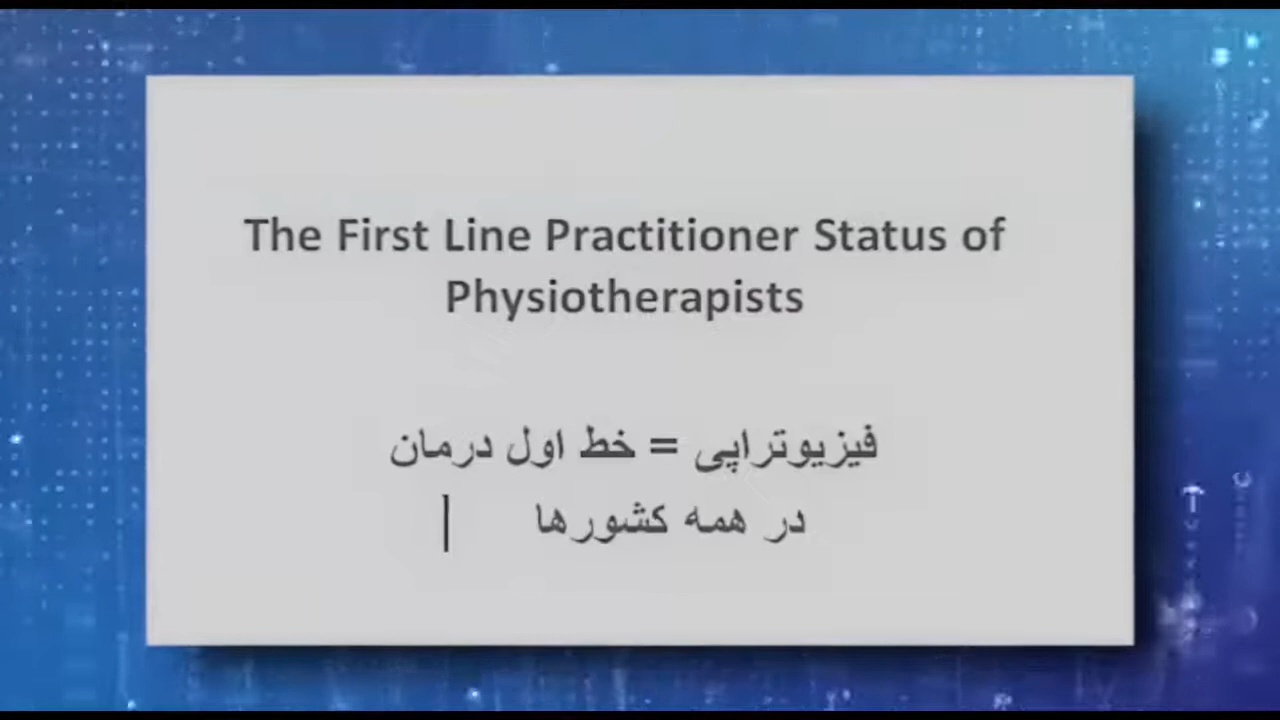 The First Line Practitioner Status of
Physiotherapists
فیزیوتراپی = خط اول درمان
در همه کشورها